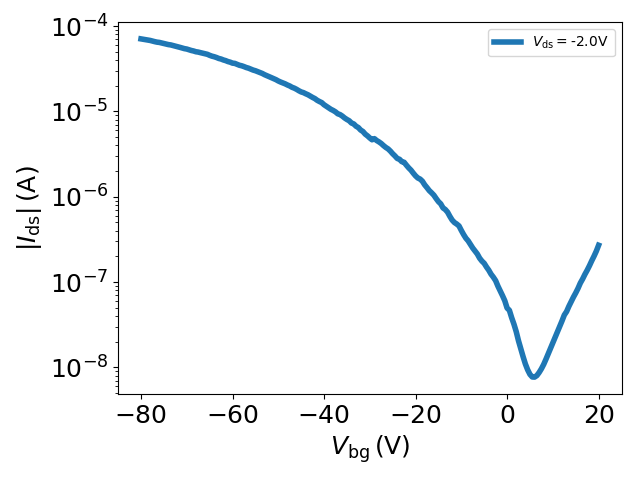 10⁻⁴
10⁻⁵
10⁻⁶
10⁻⁷
10⁻⁸
|I_ds| (A)
V_ds = -2.0V
−80 −60 −40 −20 0 20
V_bg (V)